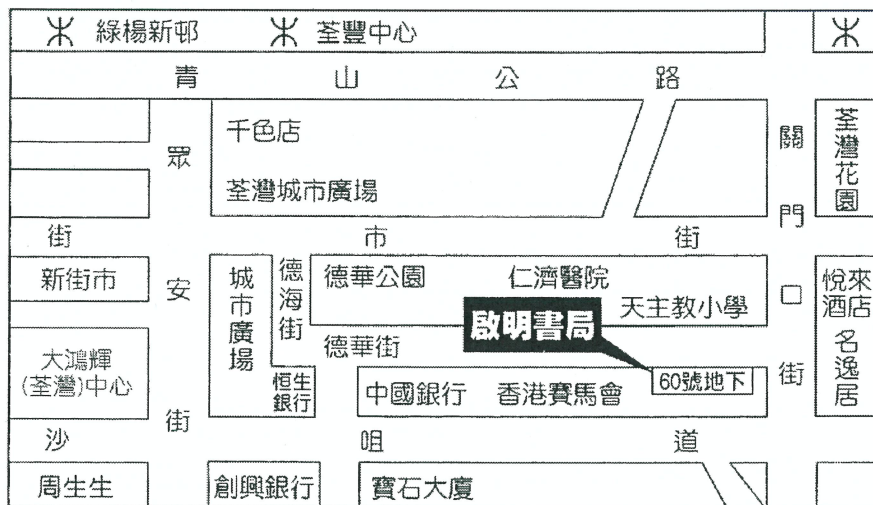 綠楊新邨 荃豐中心
青山公路
千色店
荃灣城市廣場
眾安街
關門口街
荃灣花園
街市街
新街市
城市廣場
德海街
德華公園 仁濟醫院
天主教小學
悅來酒店
名逸居
啟明書局
德華街
大鴻輝
(荃灣)中心
恒生銀行
中國銀行 香港賽馬會 60號地下
沙咀道
周生生 創興銀行 寶石大廈